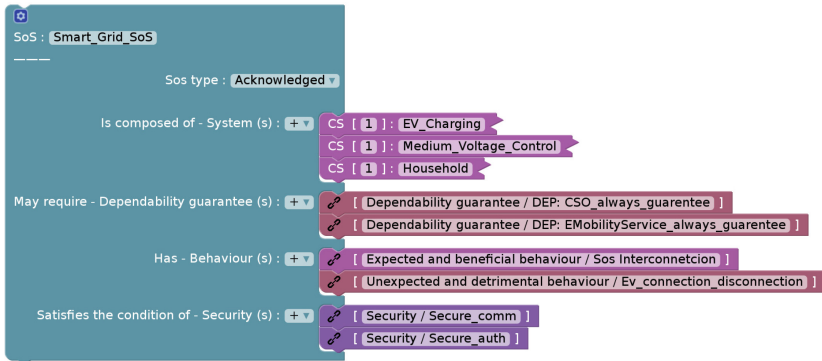 SoS : Smart_Grid_SoS
———
Sos type : Acknowledged ▾
Is composed of - System (s) : + ▾ CS [ 1 ] : EV_Charging
CS [ 1 ] : Medium_Voltage_Control
CS [ 1 ] : Household
May require - Dependability guarantee (s) : + ▾ [ Dependability guarantee / DEP: CSO_always_guarentee ]
[ Dependability guarantee / DEP: EMobilityService_always_guarentee ]
Has - Behaviour (s) : + ▾ [ Expected and beneficial behaviour / Sos Interconnetcion ]
[ Unexpected and detrimental behaviour / Ev_connection_disconnection ]
Satisfies the condition of - Security (s) : + ▾ [ Security / Secure_comm ]
[ Security / Secure_auth ]